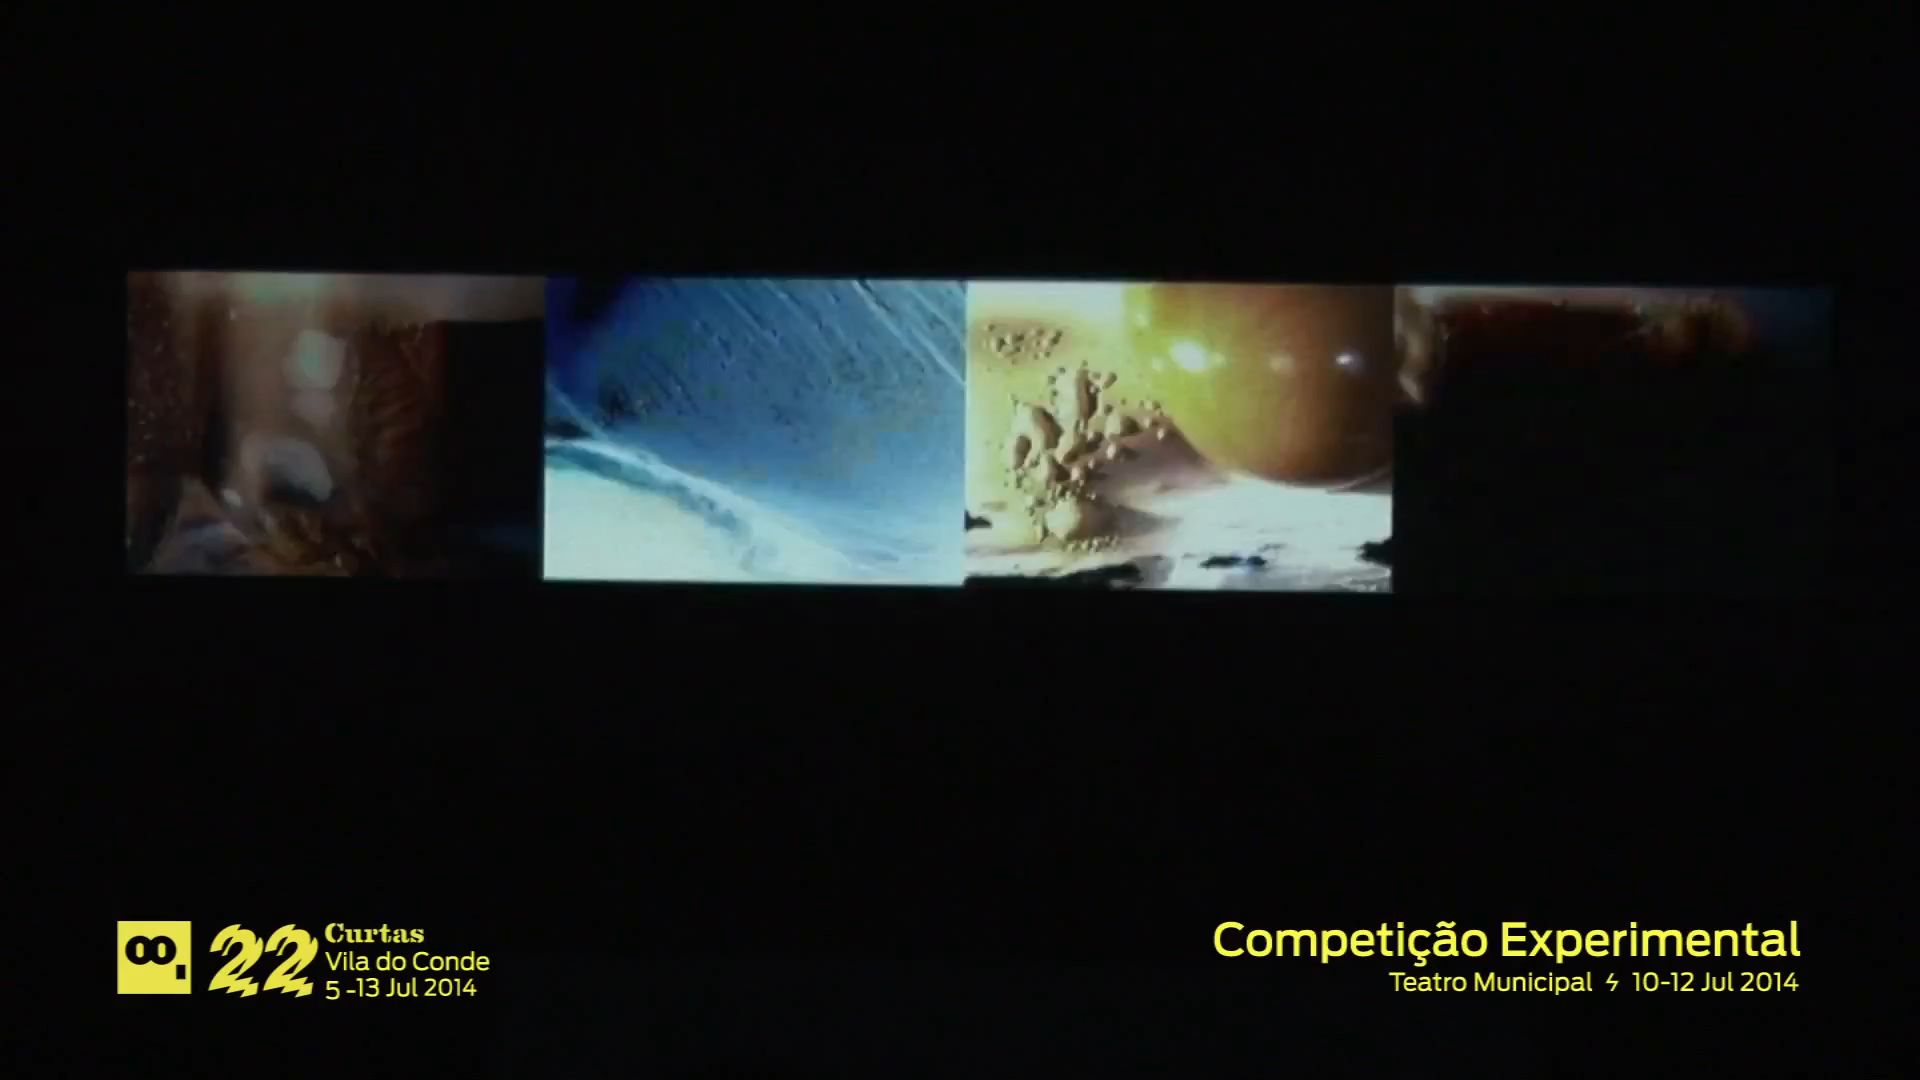 22
Curtas
Vila do Conde
5 -13 Jul 2014
Competição Experimental
Teatro Municipal ϟ 10-12 Jul 2014